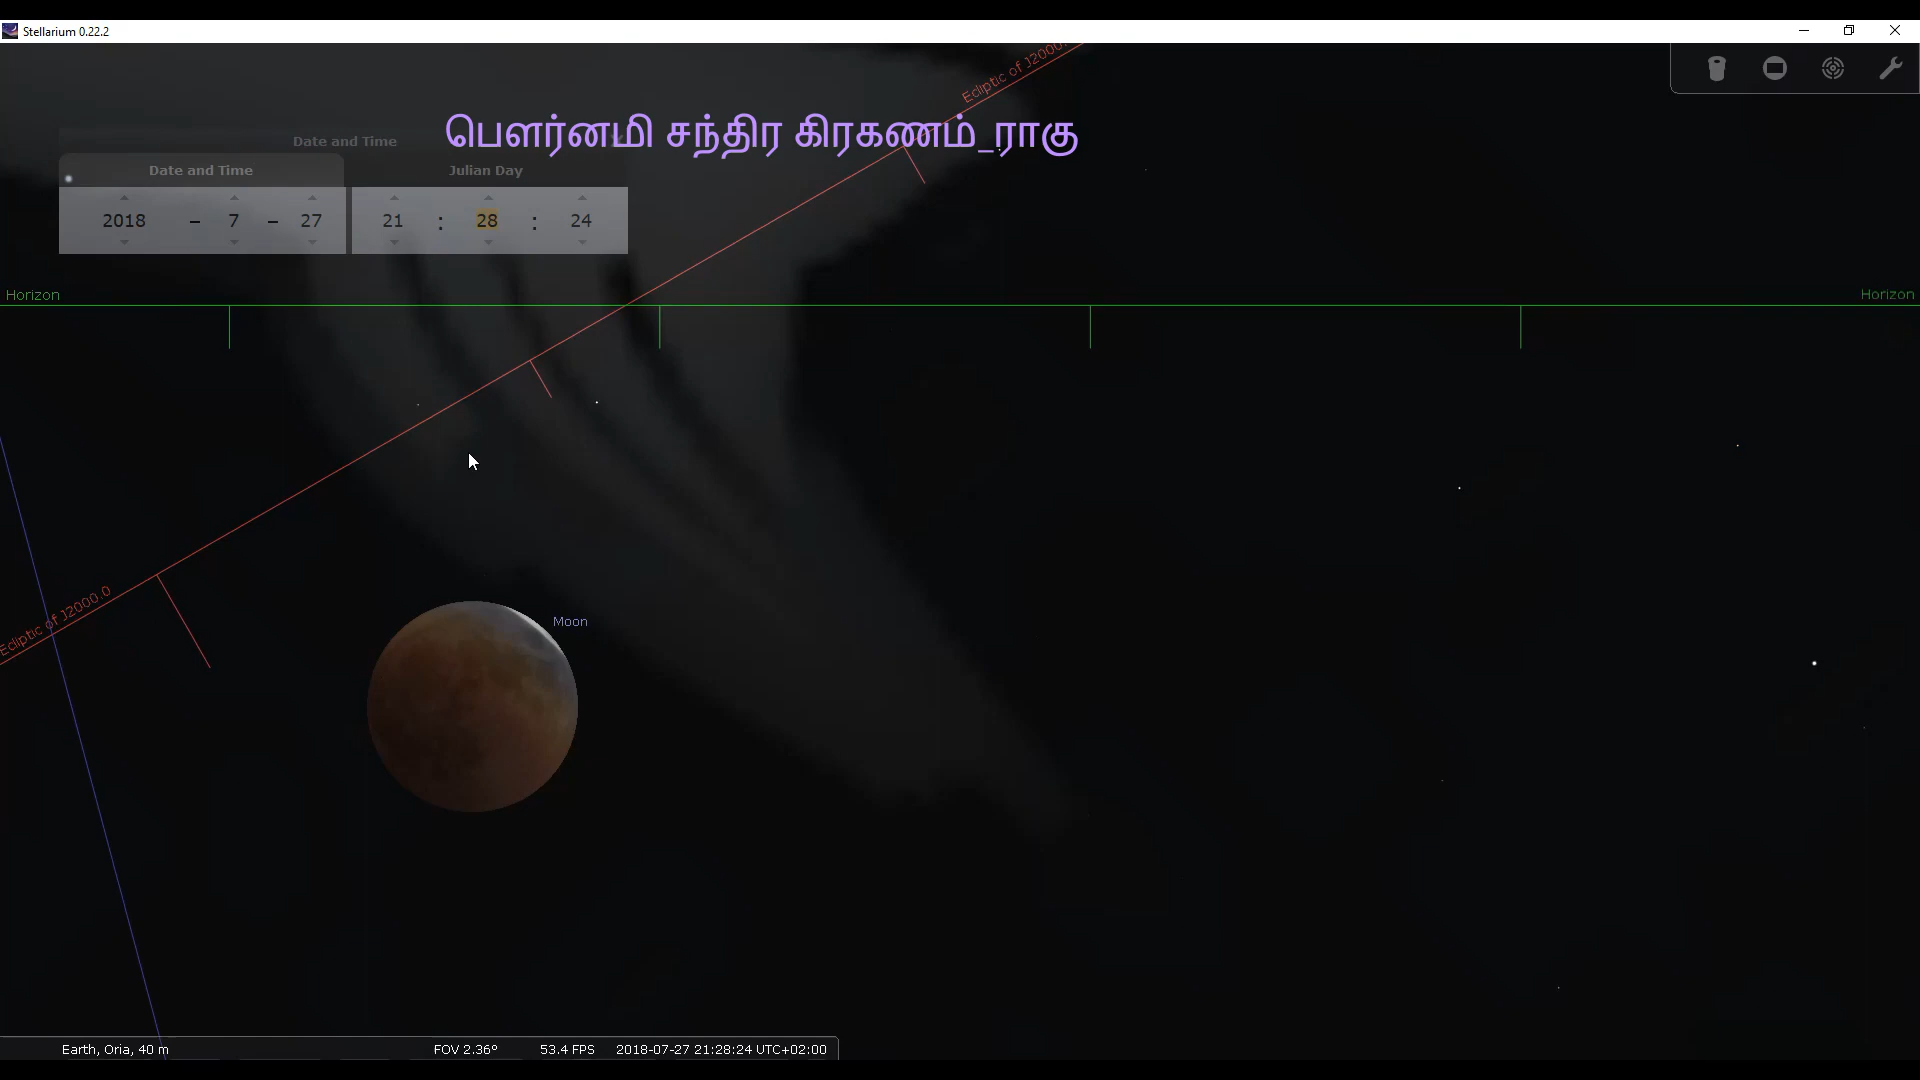 Stellarium 0.22.2
Ecliptic of J2000.
பௌர்னமி சந்திர கிரகணம்_ராகு
Date and Time
Date and Time
Julian Day
2018 - 7 - 27 21 : 28 : 24
Horizon
Horizon
Ecliptic of J2000.0
Moon
Earth, Oria, 40 m
FOV 2.36°
53.4 FPS
2018-07-27 21:28:24 UTC+02:00